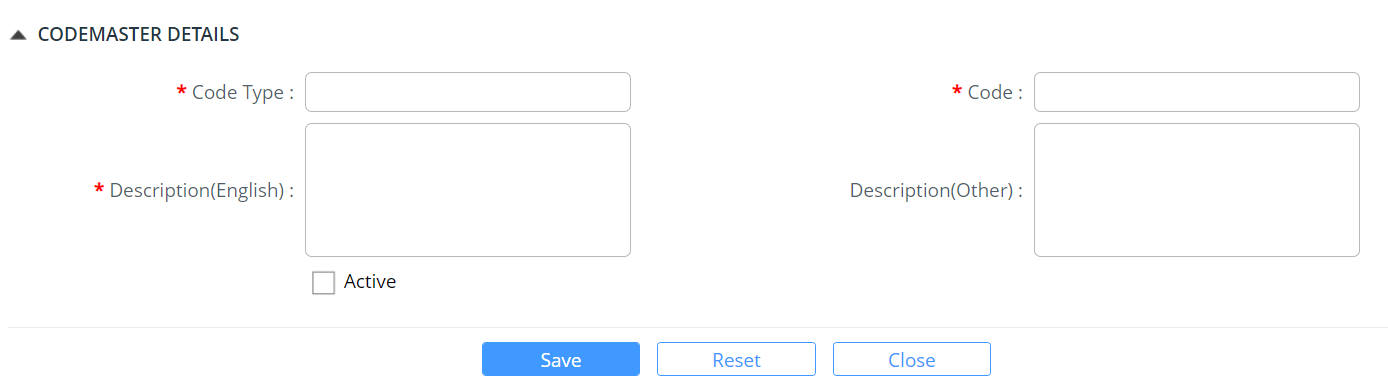 CODEMASTER DETAILS
* Code Type :
* Code :
* Description(English) :
Description(Other) :
Active
Save
Reset
Close